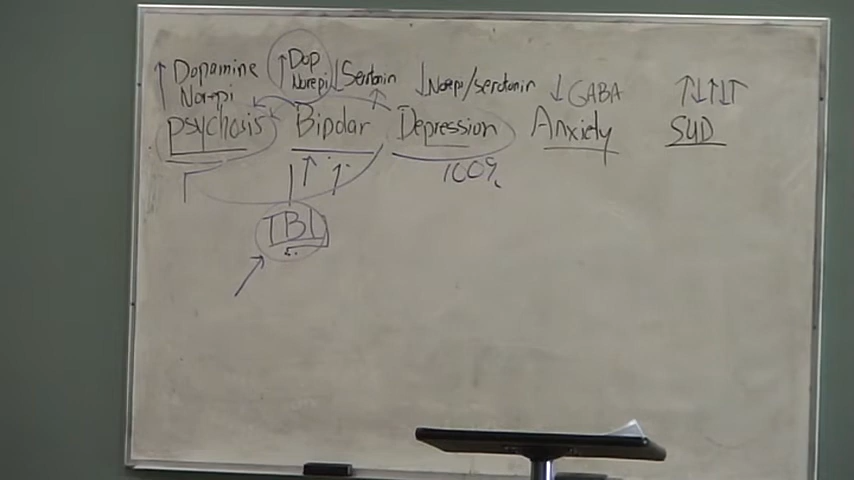 ↑ Dopamine Norepi
↑ Dop Norepi ↓ Serotonin
↓ Norepi/serotonin
↓ GABA
↑↓↑↓↑
psychosis Bipolar Depression Anxiety SUD
↑ ↑
100%
TBI